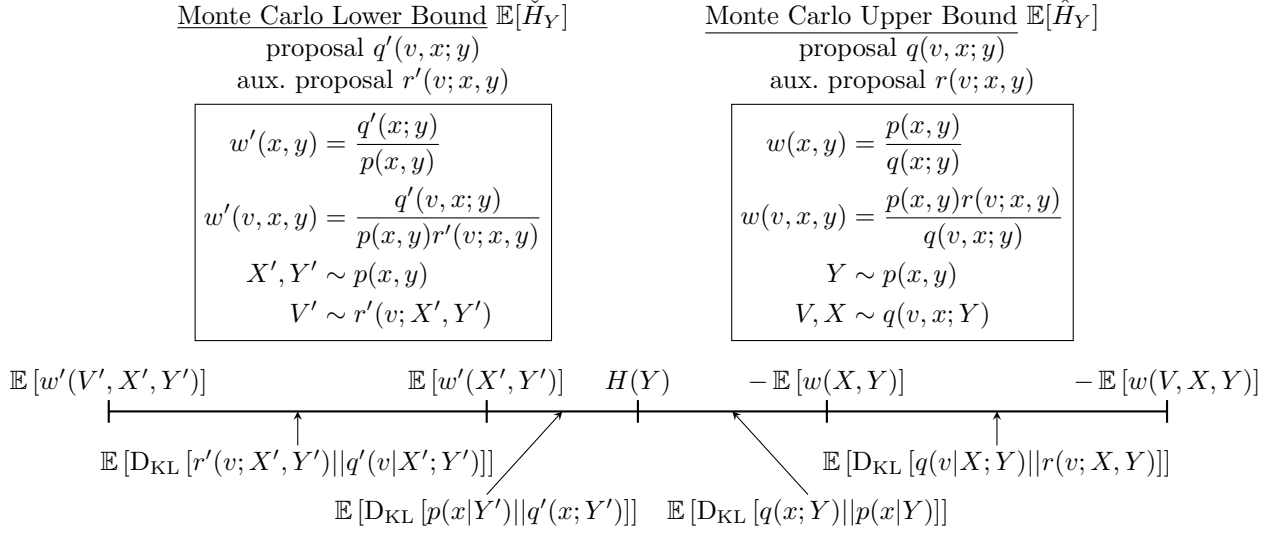 Monte Carlo Lower Bound 𝔼[Ȟ_Y]
proposal q′(v, x; y)
aux. proposal r′(v; x, y)
w′(x, y) = q′(x; y) / p(x, y)
w′(v, x, y) = q′(v, x; y) / p(x, y)r′(v; x, y)
X′, Y′ ∼ p(x, y)
V′ ∼ r′(v; X′, Y′)
Monte Carlo Upper Bound 𝔼[Ĥ_Y]
proposal q(v, x; y)
aux. proposal r(v; x, y)
w(x, y) = p(x, y) / q(x; y)
w(v, x, y) = p(x, y)r(v; x, y) / q(v, x; y)
Y ∼ p(x, y)
V, X ∼ q(v, x; Y)
𝔼 [w′(V′, X′, Y′)] 𝔼 [w′(X′, Y′)] H(Y) − 𝔼 [w(X, Y)] − 𝔼 [w(V, X, Y)]
𝔼 [D_KL [r′(v; X′, Y′)||q′(v|X′; Y′)]] 𝔼 [D_KL [q(v|X; Y)||r(v; X, Y)]]
𝔼 [D_KL [p(x|Y′)||q′(x; Y′)]] 𝔼 [D_KL [q(x; Y)||p(x|Y)]]